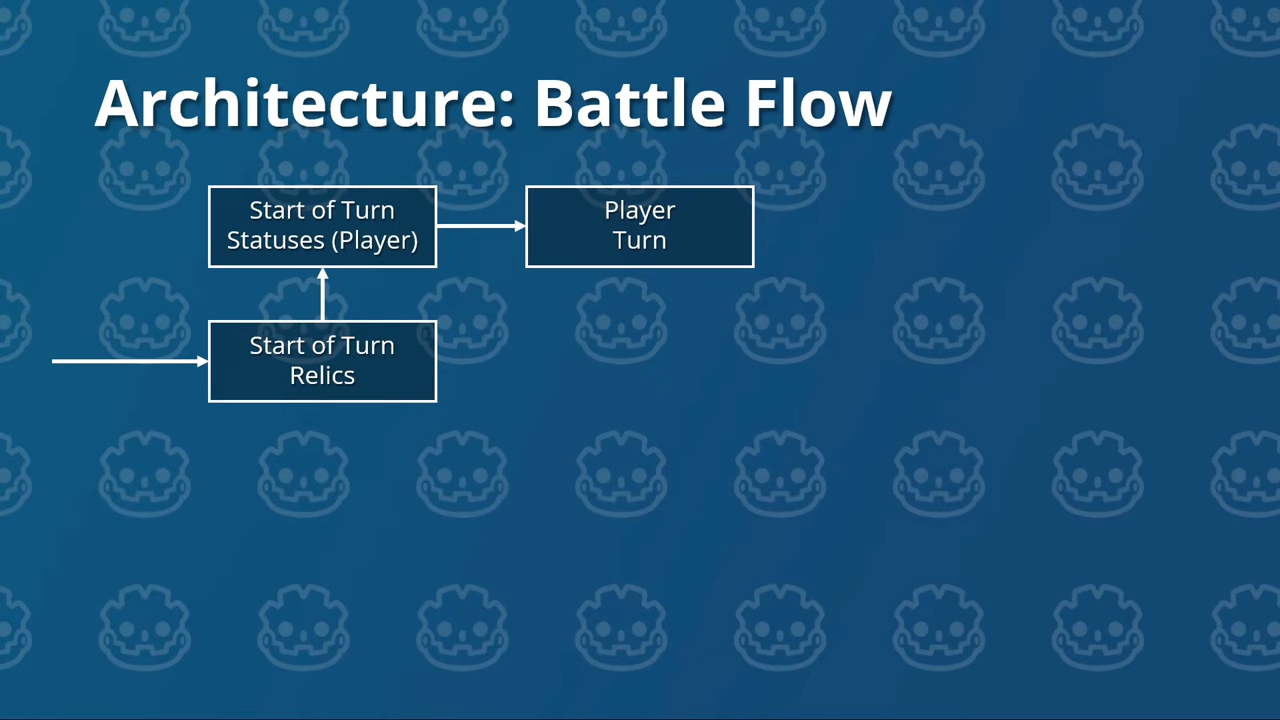 Architecture: Battle Flow
Start of Turn
Statuses (Player)
Player
Turn
Start of Turn
Relics